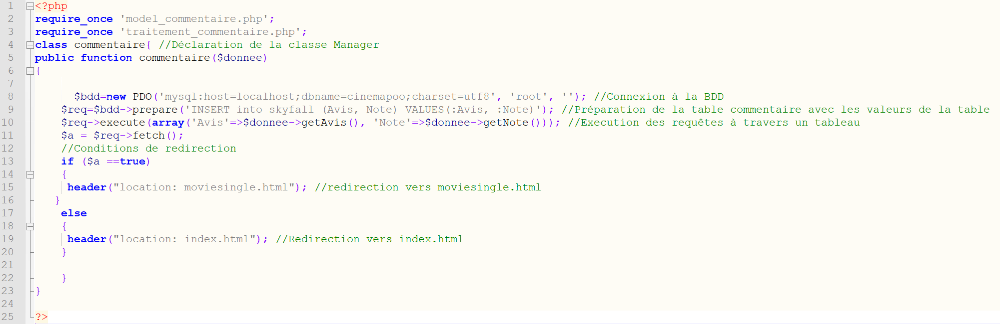 1 <?php
2 require_once 'model_commentaire.php';
3 require_once 'traitement_commentaire.php';
4 class commentaire{ //Déclaration de la classe Manager
5 public function commentaire($donnee)
6 {
7
8 $bdd=new PDO('mysql:host=localhost;dbname=cinemapoo;charset=utf8', 'root', ''); //Connexion à la BDD
9 $req=$bdd->prepare('INSERT into skyfall (Avis, Note) VALUES(:Avis, :Note)'); //Préparation de la table commentaire avec les valeurs de la table
10 $req->execute(array('Avis'=>$donnee->getAvis(), 'Note'=>$donnee->getNote())); //Execution des requêtes à travers un tableau
11 $a = $req->fetch();
12 //Conditions de redirection
13 if ($a ==true)
14 {
15 header("location: moviesingle.html"); //redirection vers moviesingle.html
16 }
17 else
18 {
19 header("location: index.html"); //Redirection vers index.html
20 }
21
22 }
23 }
24
25 ?>